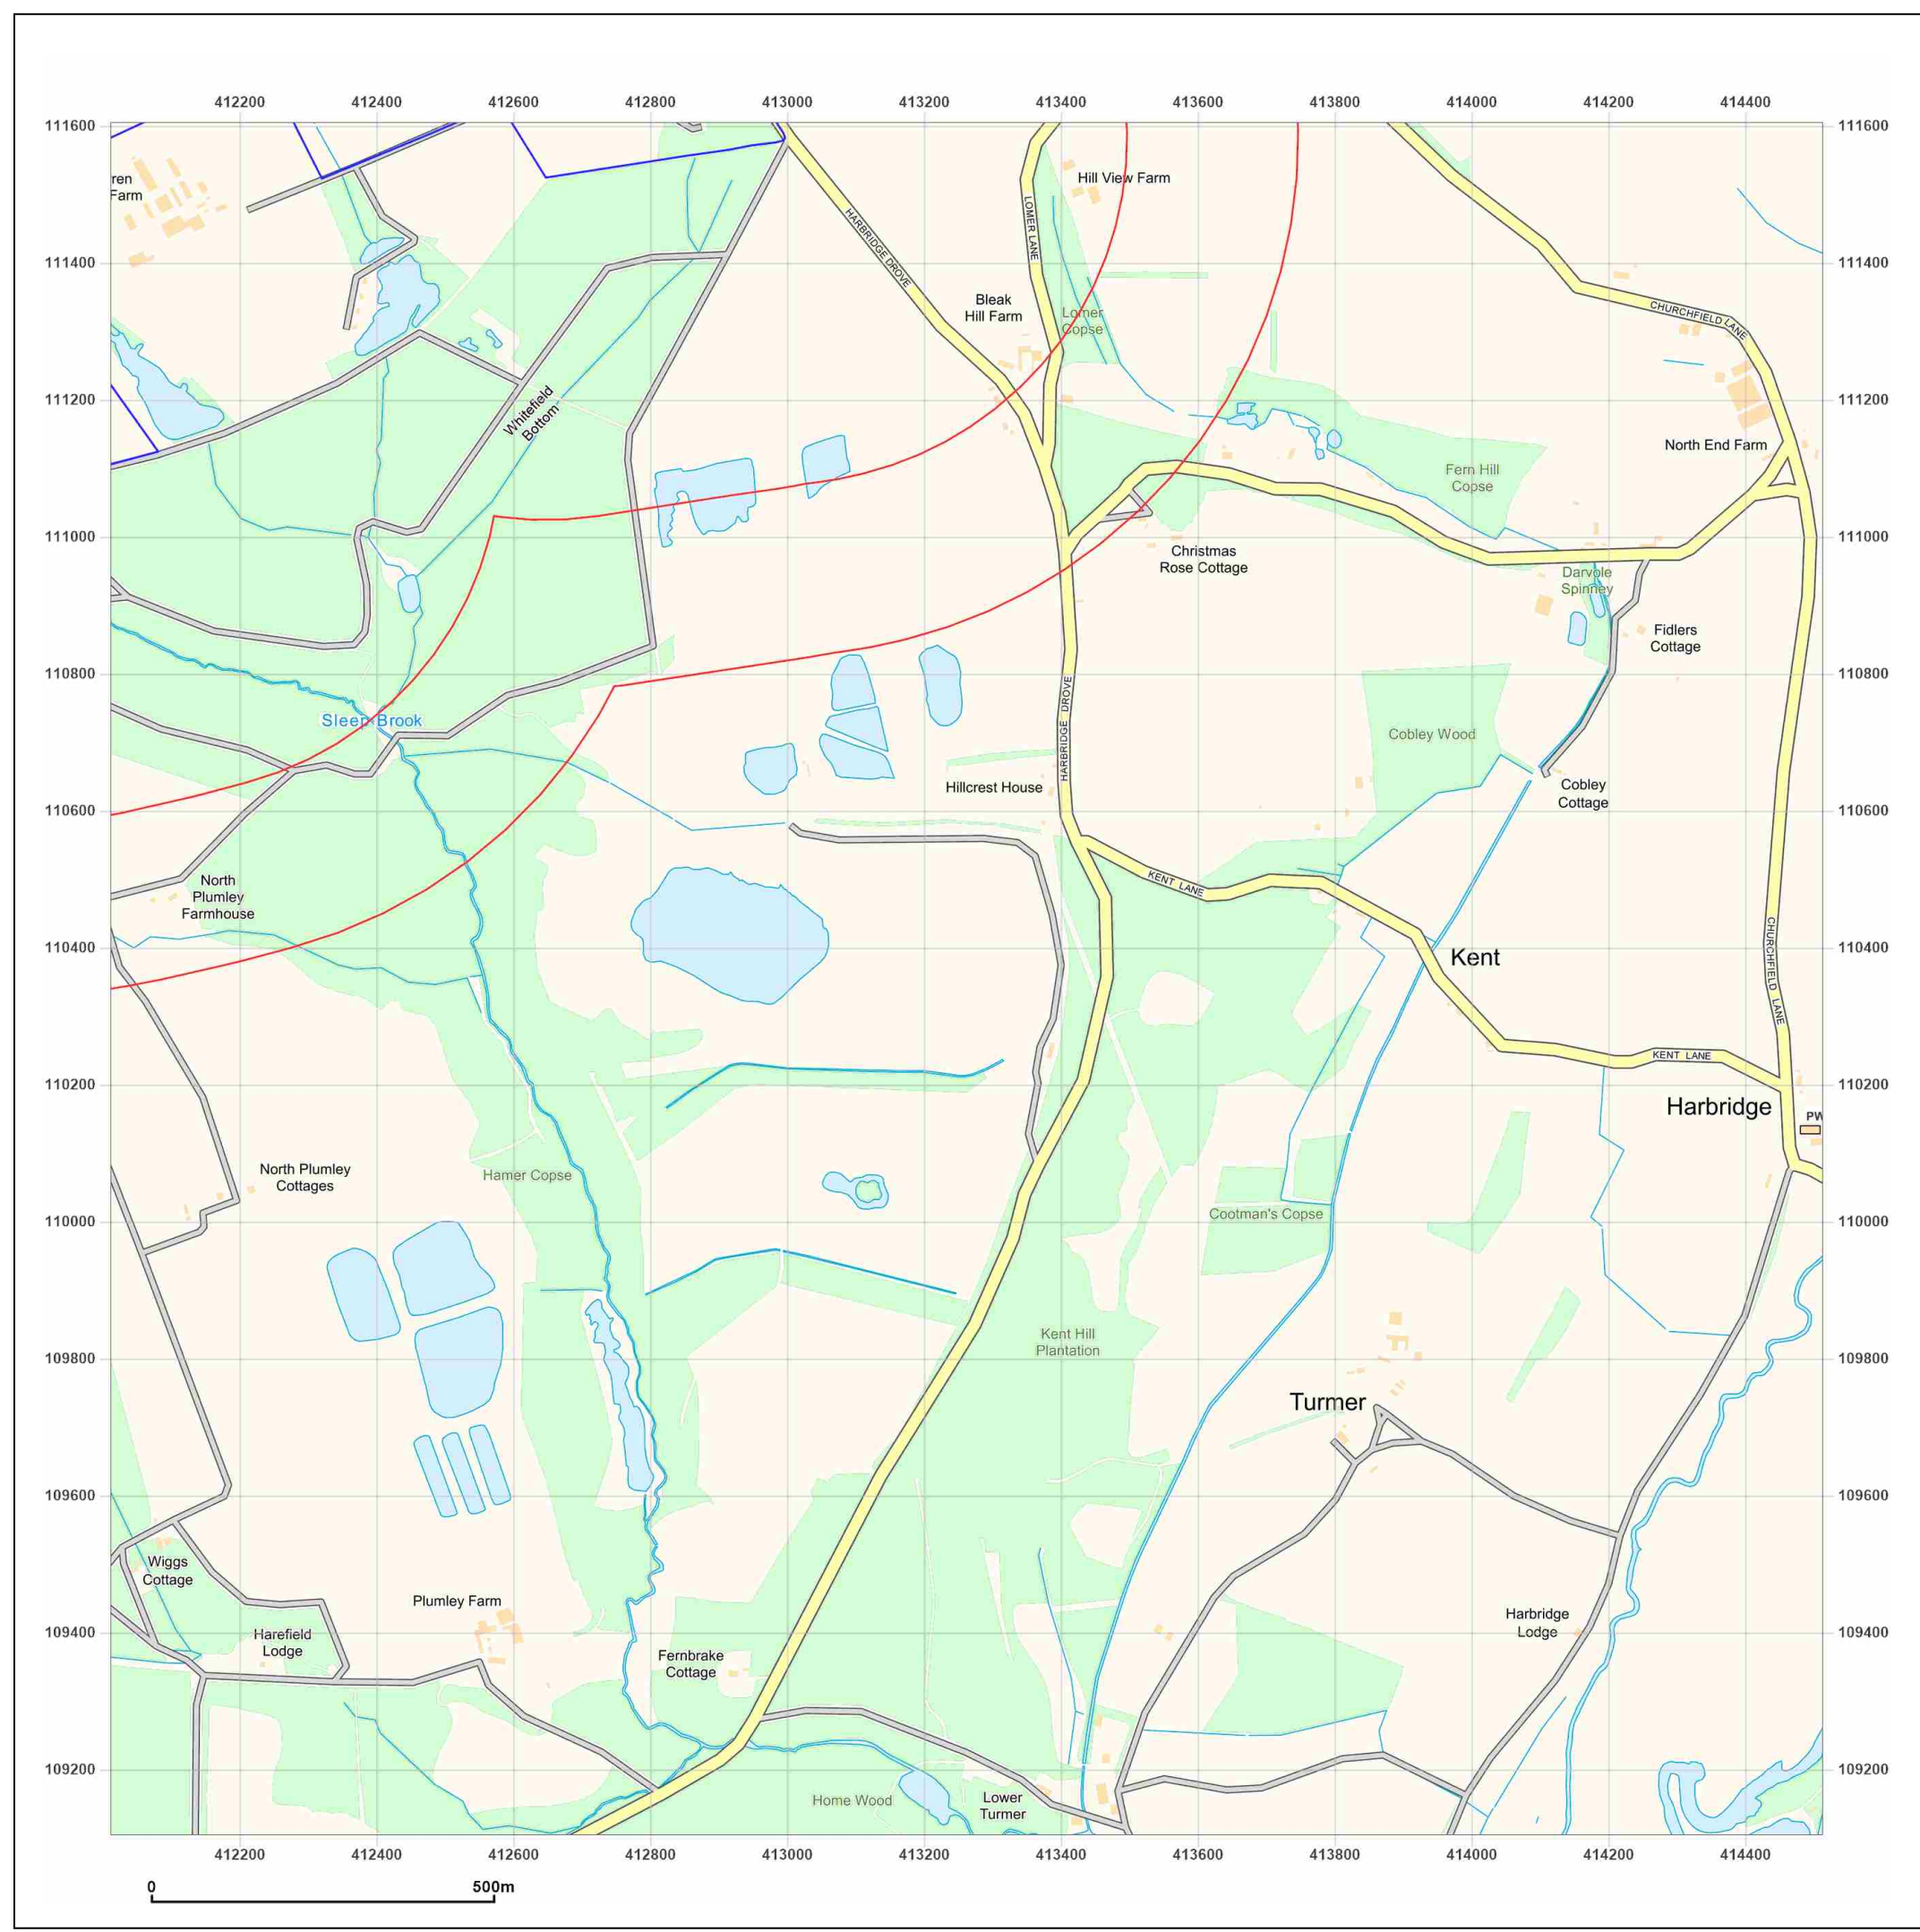 412200 412400 412600 412800 413000 413200 413400 413600 413800 414000 414200 414400
111600 111600
ren
Farm
Hill View Farm
LOMER LANE
HARBRIDGE DROVE
111400 111400
Bleak
Hill Farm
Lomer
Copse
CHURCHFIELD LANE
111200 111200
Whitefield
Bottom
North End Farm
Fern Hill
Copse
111000 111000
Christmas
Rose Cottage
Darvole
Spinney
Fidlers
Cottage
110800 110800
Sleep Brook
HARBRIDGE DROVE
Cobley Wood
Hillcrest House
Cobley
Cottage
110600 110600
North
Plumley
Farmhouse
KENT LANE
110400 110400
Kent
CHURCHFIELD LANE
KENT LANE
110200 110200
Harbridge
PW
North Plumley
Cottages
Hamer Copse
Cootman's Copse
110000 110000
Kent Hill
Plantation
109800 109800
Turmer
109600 109600
Wiggs
Cottage
Plumley Farm
Harefield
Lodge
Harbridge
Lodge
109400 109400
Fernbrake
Cottage
109200 109200
Home Wood
Lower
Turmer
412200 412400 412600 412800 413000 413200 413400 413600 413800 414000 414200 414400
0 500m